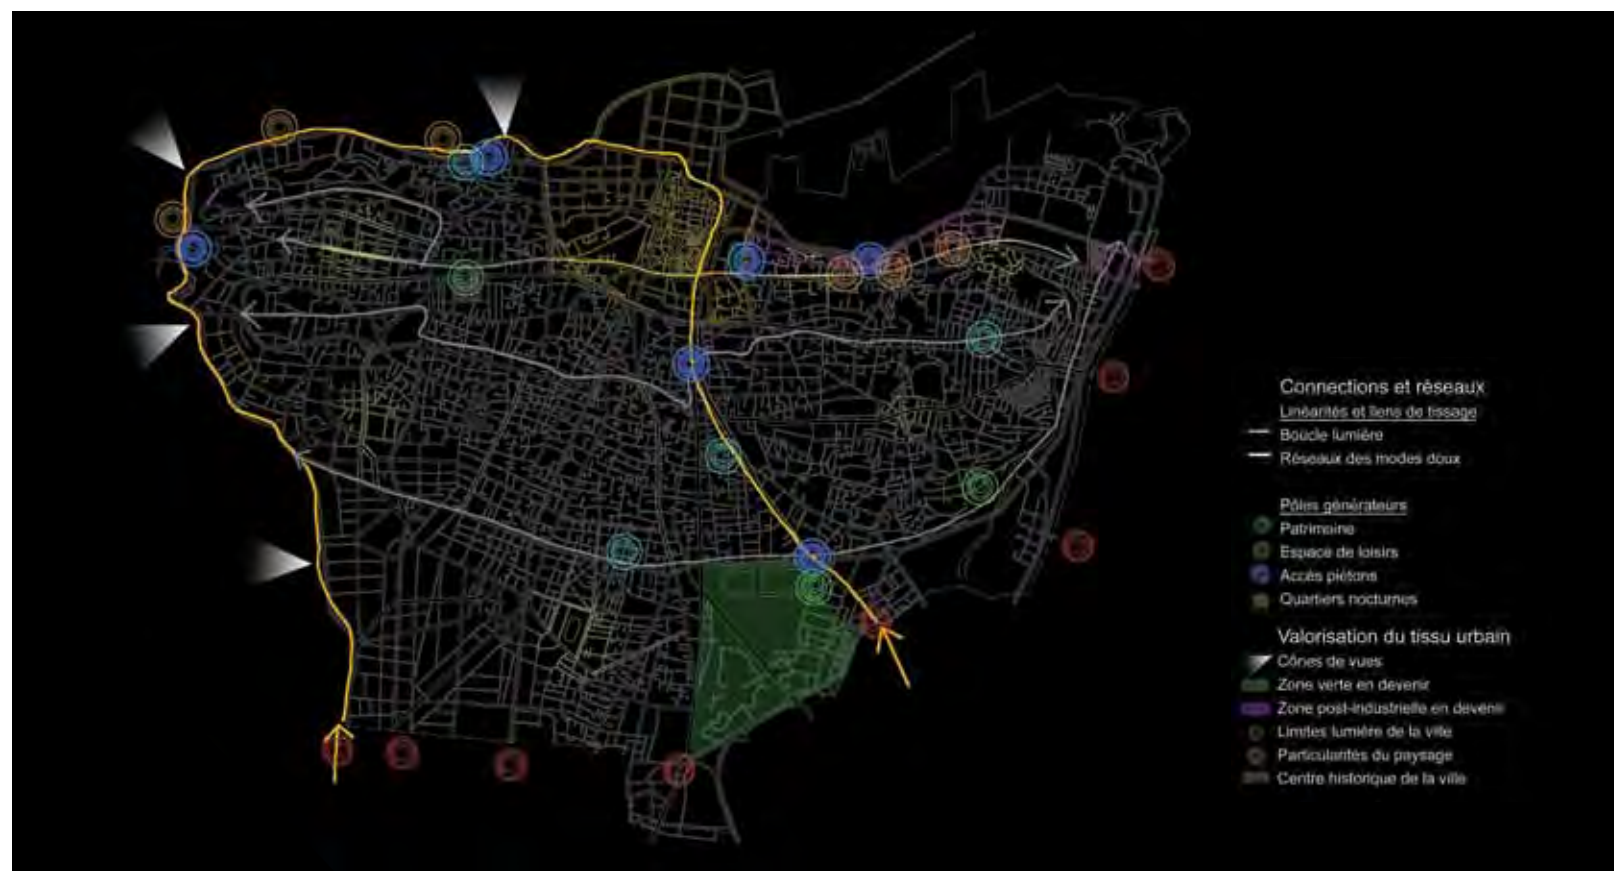 Connections et réseaux
Linéarités et liens de tissage
Boucle lumière
Réseaux des modes doux
Pôles générateurs
Patrimoine
Espace de loisirs
Accès piétons
Quartiers nocturnes
Valorisation du tissu urbain
Cônes de vues
Zone verte en devenir
Zone post-industrielle en devenir
Limites lumière de la ville
Particularités du paysage
Centre historique de la ville